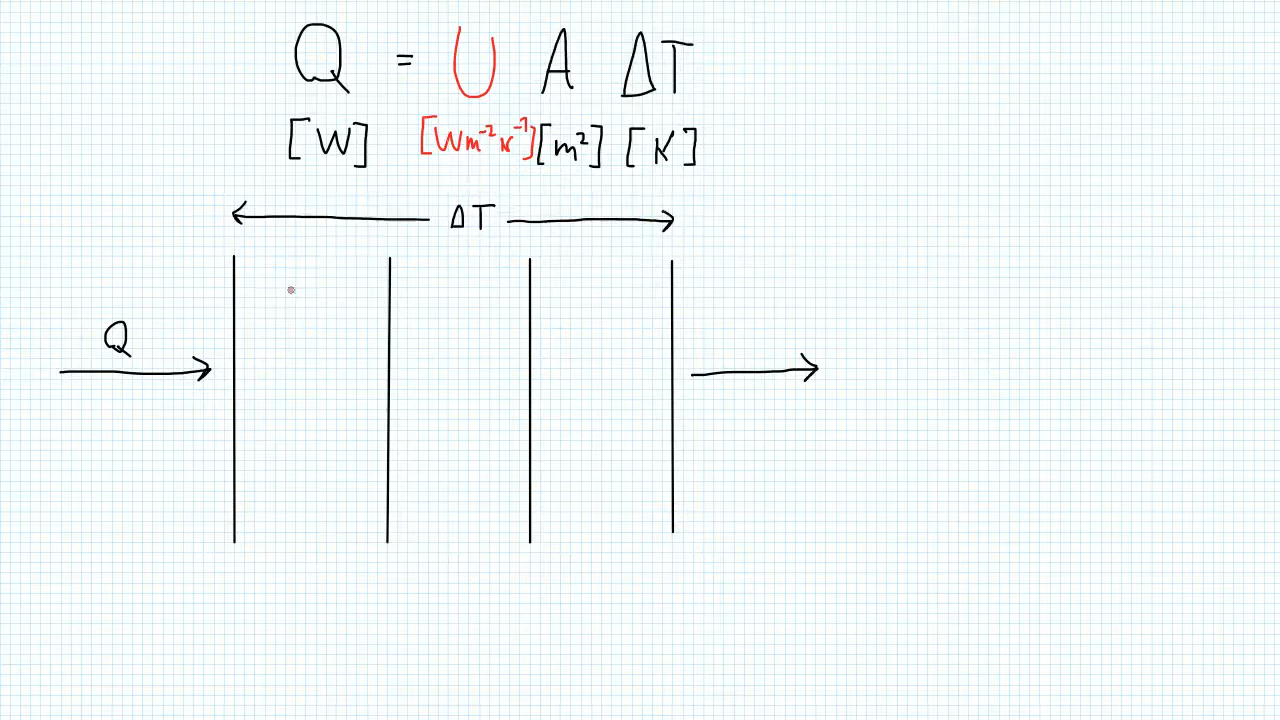 Q = U A ΔT
[W] [Wm⁻²K⁻¹] [m²] [K]
ΔT
Q